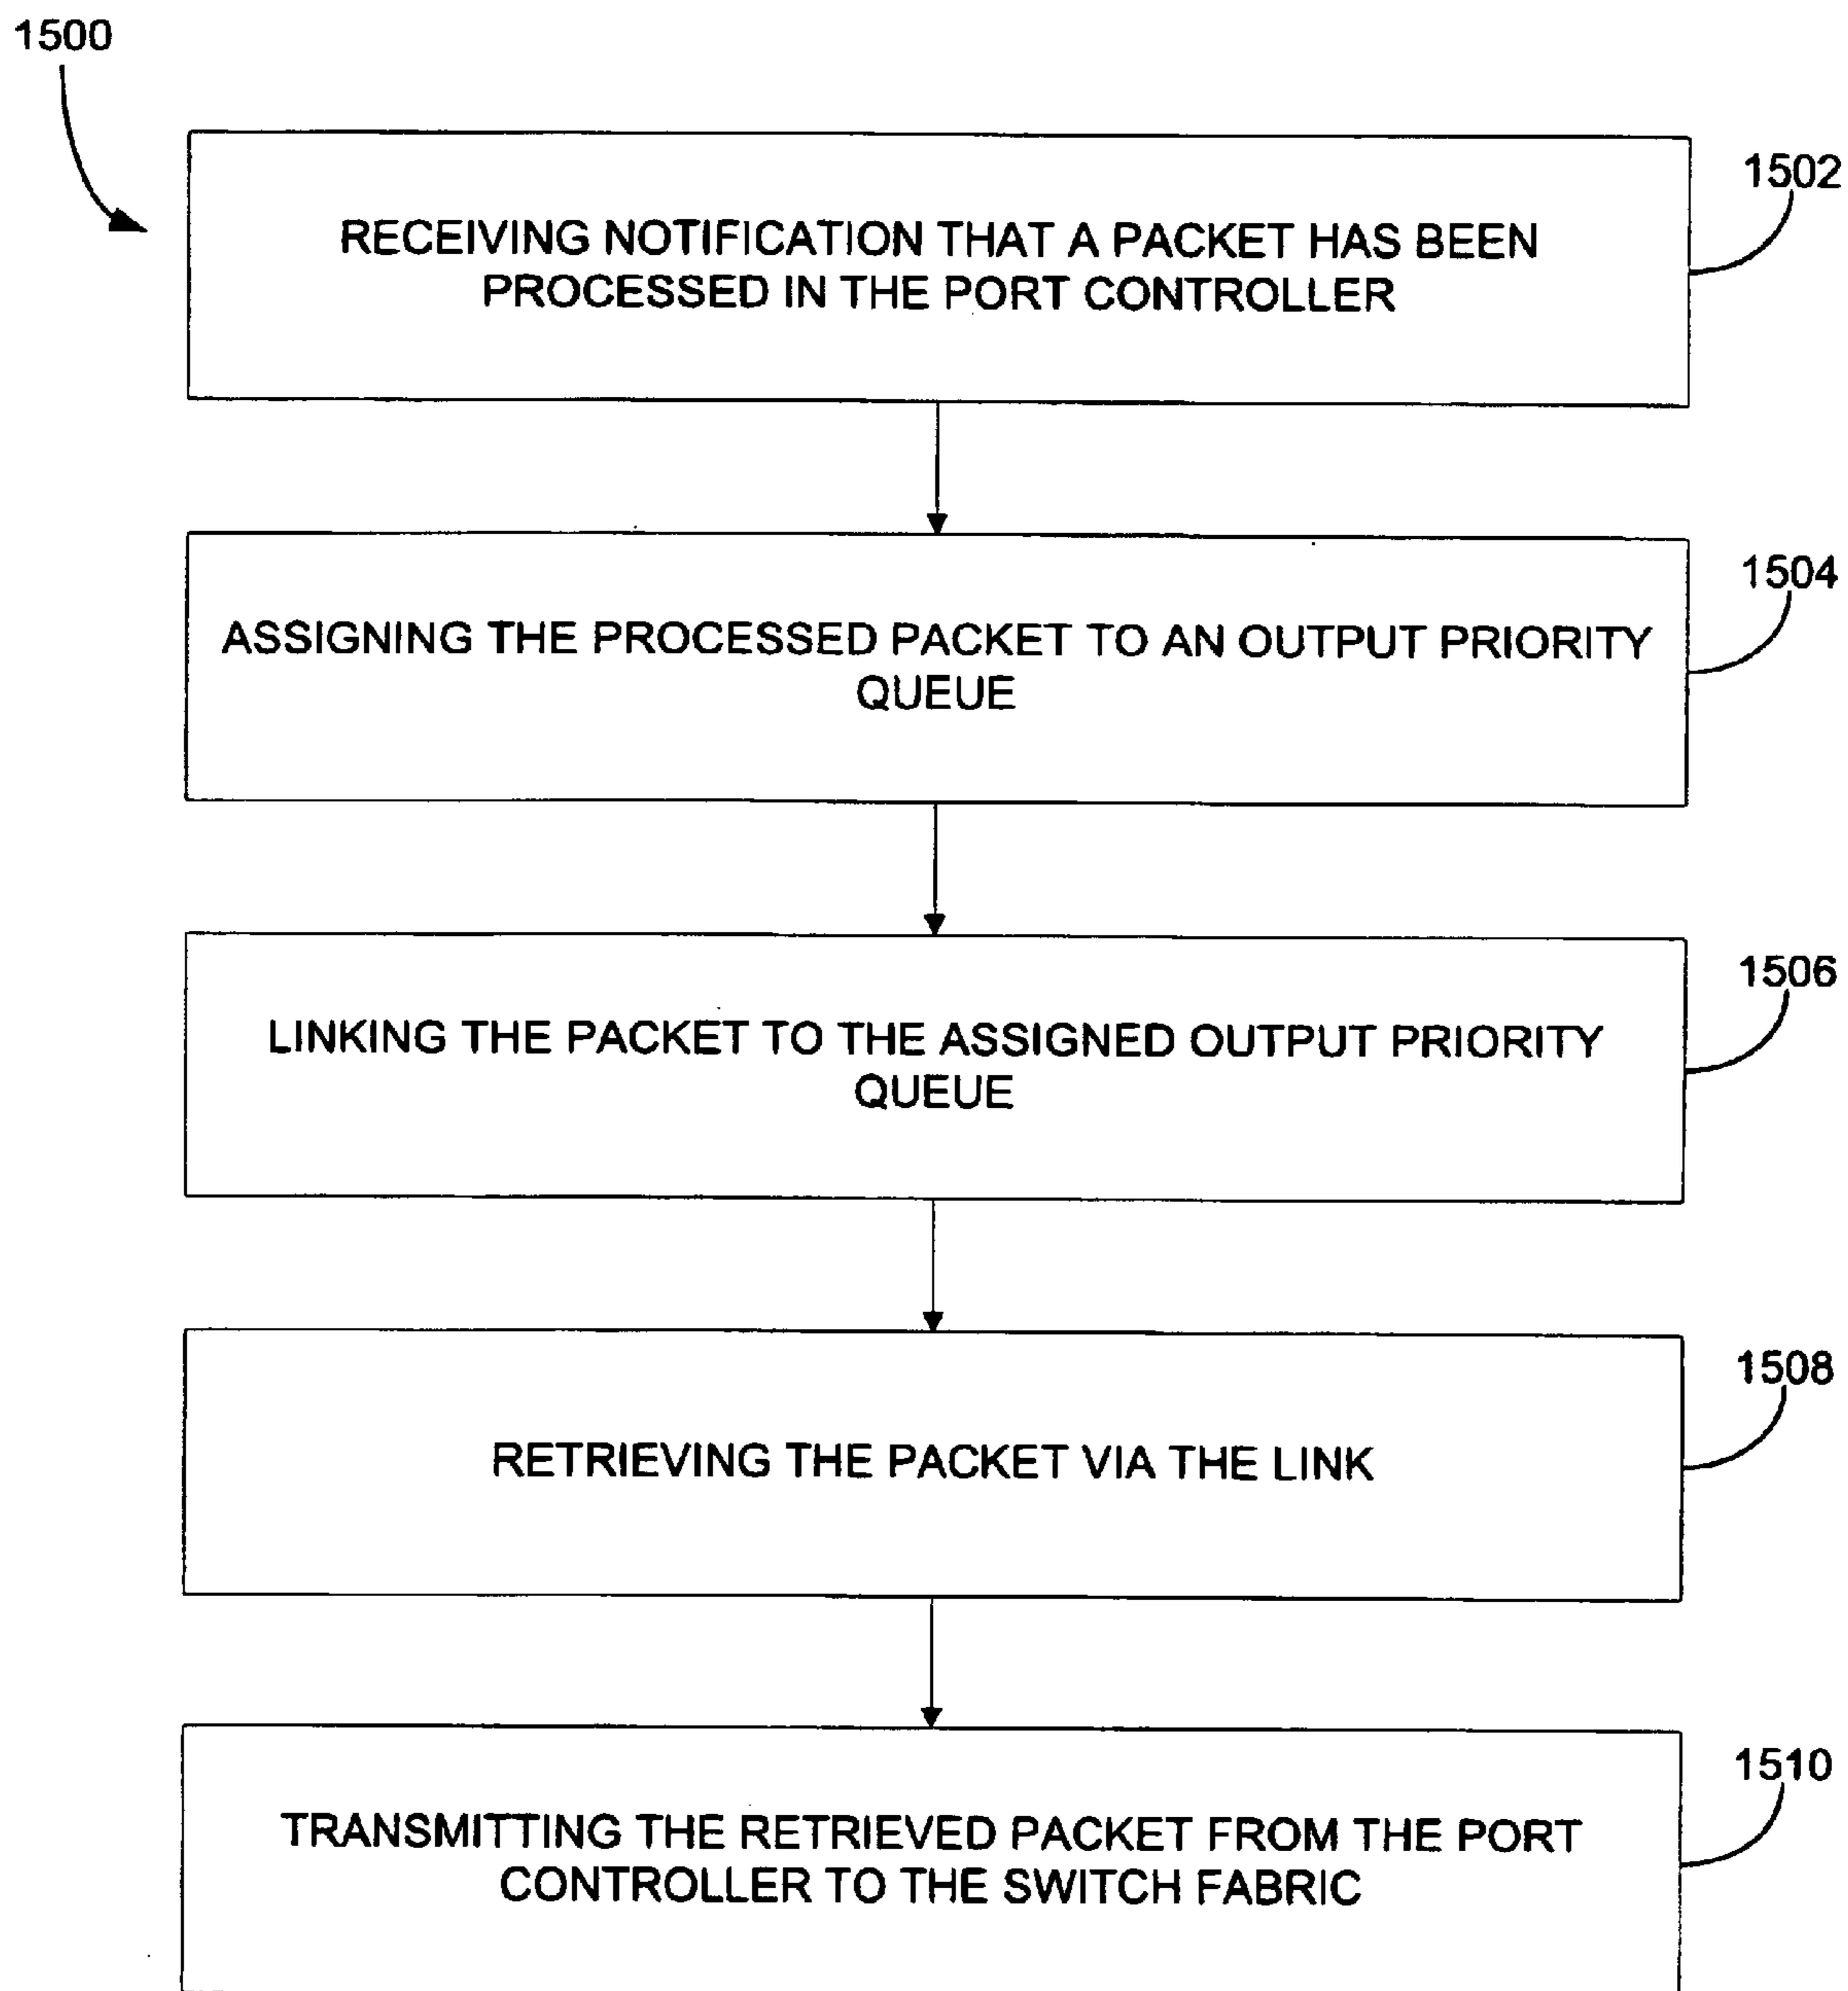 1500
1502
RECEIVING NOTIFICATION THAT A PACKET HAS BEEN
PROCESSED IN THE PORT CONTROLLER
1504
ASSIGNING THE PROCESSED PACKET TO AN OUTPUT PRIORITY
QUEUE
1506
LINKING THE PACKET TO THE ASSIGNED OUTPUT PRIORITY
QUEUE
1508
RETRIEVING THE PACKET VIA THE LINK
1510
TRANSMITTING THE RETRIEVED PACKET FROM THE PORT
CONTROLLER TO THE SWITCH FABRIC